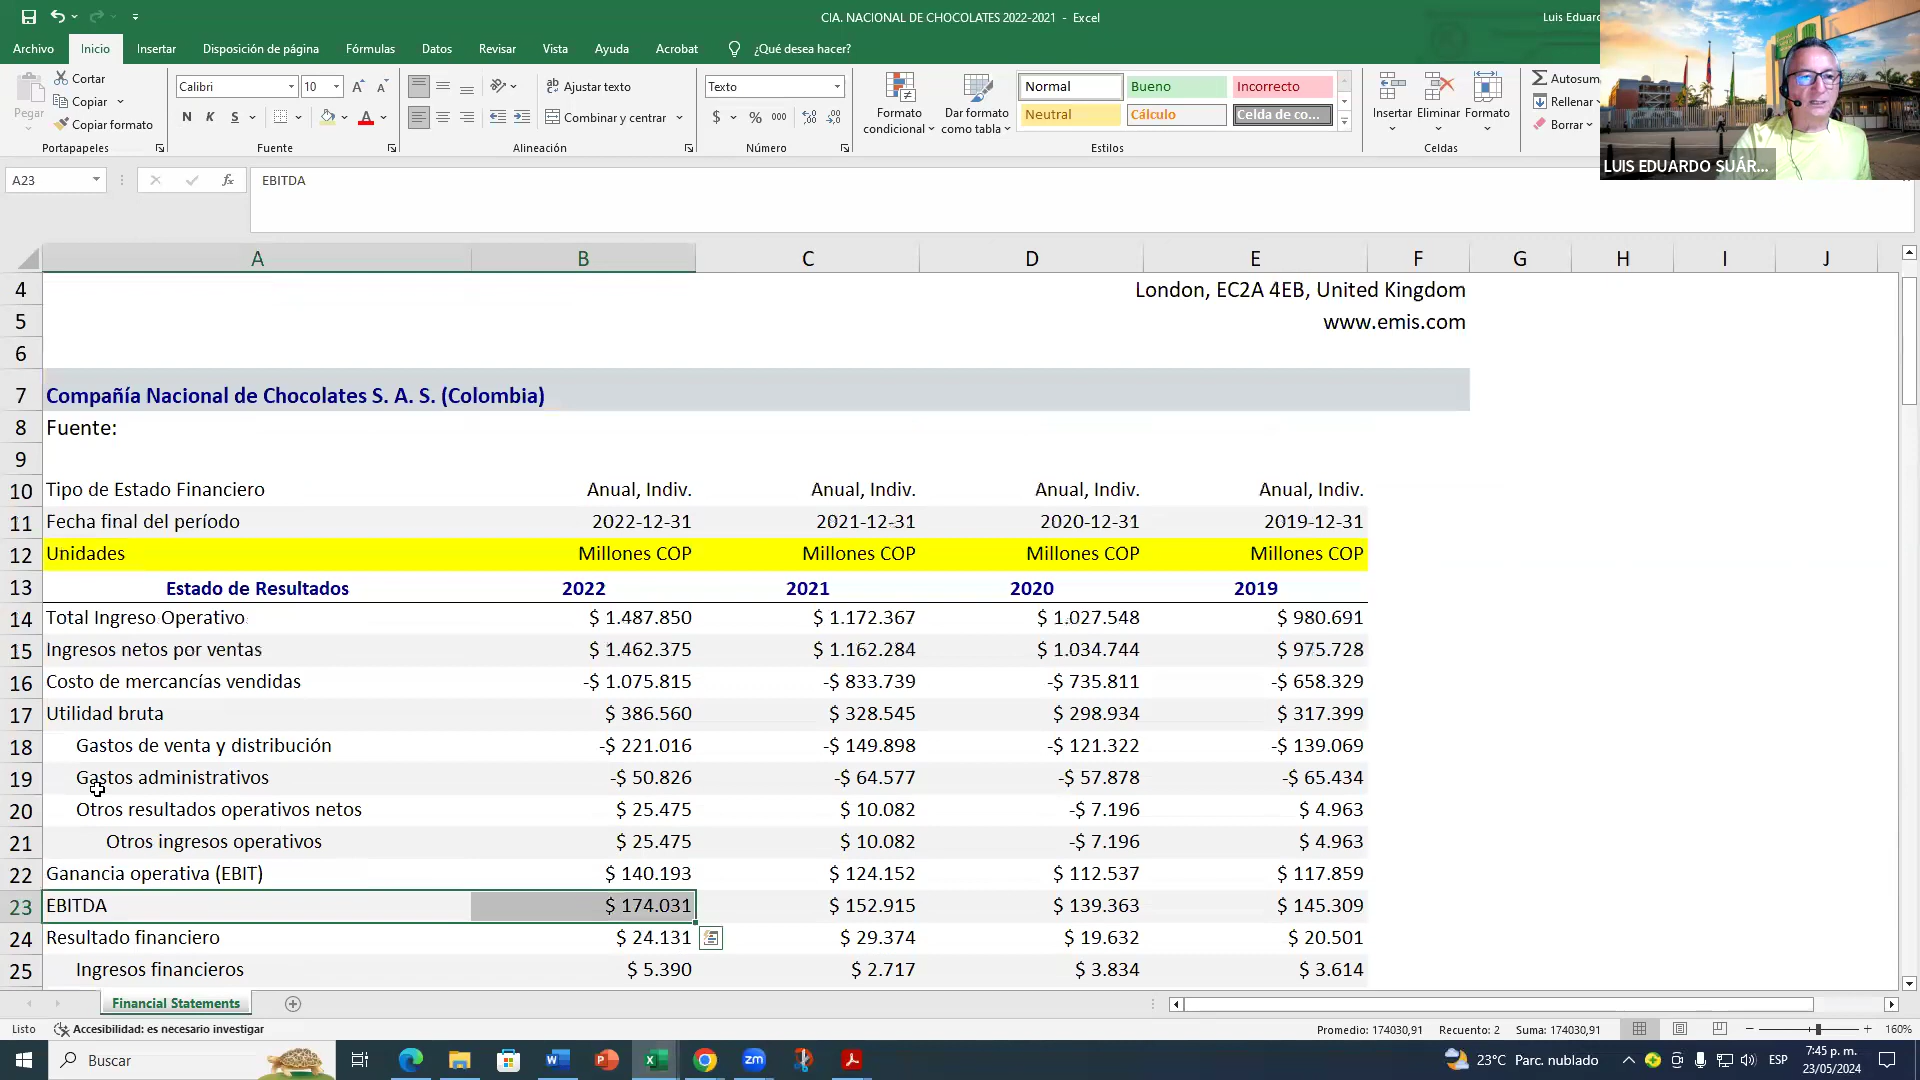 CIA. NACIONAL DE CHOCOLATES 2022-2021 - Excel
Luis Eduar
Archivo Inicio Insertar Disposición de página Fórmulas Datos Revisar Vista Ayuda Acrobat ¿Qué desea hacer?
Pegar
Cortar
Copiar
Copiar formato
Portapapeles
Calibri 10
N K S
Fuente
Ajustar texto
Combinar y centrar
Alineación
Texto
$ % 000
Número
Formato condicional
Dar formato como tabla
Normal Bueno Incorrecto
Neutral Cálculo Celda de co...
Estilos
Insertar Eliminar Formato
Celdas
Autosum
Rellenar
Borrar
LUIS EDUARDO SUÁR...
A23 fx EBITDA
A B C D E F G H I J
4 London, EC2A 4EB, United Kingdom
5 www.emis.com
6
7 Compañía Nacional de Chocolates S. A. S. (Colombia)
8 Fuente:
9
10 Tipo de Estado Financiero Anual, Indiv. Anual, Indiv. Anual, Indiv. Anual, Indiv.
11 Fecha final del período 2022-12-31 2021-12-31 2020-12-31 2019-12-31
12 Unidades Millones COP Millones COP Millones COP Millones COP
13 Estado de Resultados 2022 2021 2020 2019
14 Total Ingreso Operativo $ 1.487.850 $ 1.172.367 $ 1.027.548 $ 980.691
15 Ingresos netos por ventas $ 1.462.375 $ 1.162.284 $ 1.034.744 $ 975.728
16 Costo de mercancías vendidas -$ 1.075.815 -$ 833.739 -$ 735.811 -$ 658.329
17 Utilidad bruta $ 386.560 $ 328.545 $ 298.934 $ 317.399
18 Gastos de venta y distribución -$ 221.016 -$ 149.898 -$ 121.322 -$ 139.069
19 Gastos administrativos -$ 50.826 -$ 64.577 -$ 57.878 -$ 65.434
20 Otros resultados operativos netos $ 25.475 $ 10.082 -$ 7.196 $ 4.963
21 Otros ingresos operativos $ 25.475 $ 10.082 -$ 7.196 $ 4.963
22 Ganancia operativa (EBIT) $ 140.193 $ 124.152 $ 112.537 $ 117.859
23 EBITDA $ 174.031 $ 152.915 $ 139.363 $ 145.309
24 Resultado financiero $ 24.131 $ 29.374 $ 19.632 $ 20.501
25 Ingresos financieros $ 5.390 $ 2.717 $ 3.834 $ 3.614
Financial Statements
Listo Accesibilidad: es necesario investigar Promedio: 174030,91 Recuento: 2 Suma: 174030,91 160%
Buscar 23°C Parc. nublado ESP 7:45 p. m.
23/05/2024